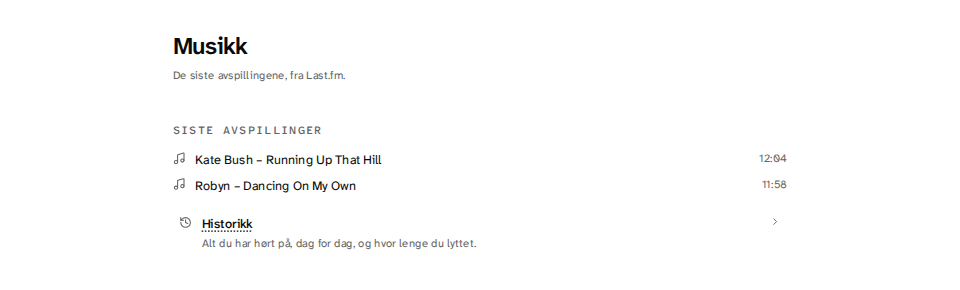 Musikk
De siste avspillingene, fra Last.fm.
SISTE AVSPILLINGER
Kate Bush – Running Up That Hill 12:04
Robyn – Dancing On My Own 11:58
Historikk
Alt du har hørt på, dag for dag, og hvor lenge du lyttet.